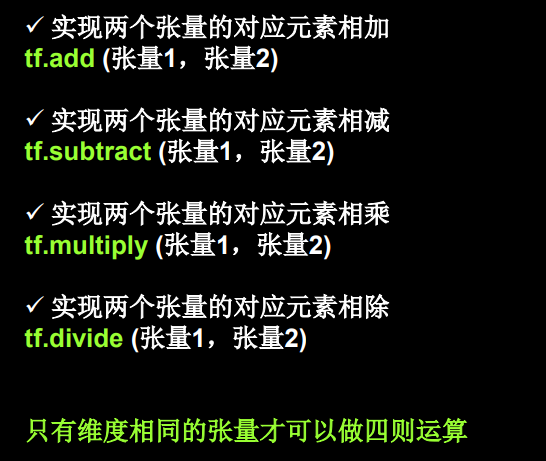 ✓ 实现两个张量的对应元素相加
tf.add (张量1，张量2)
✓ 实现两个张量的对应元素相减
tf.subtract (张量1，张量2)
✓ 实现两个张量的对应元素相乘
tf.multiply (张量1，张量2)
✓ 实现两个张量的对应元素相除
tf.divide (张量1，张量2)
只有维度相同的张量才可以做四则运算